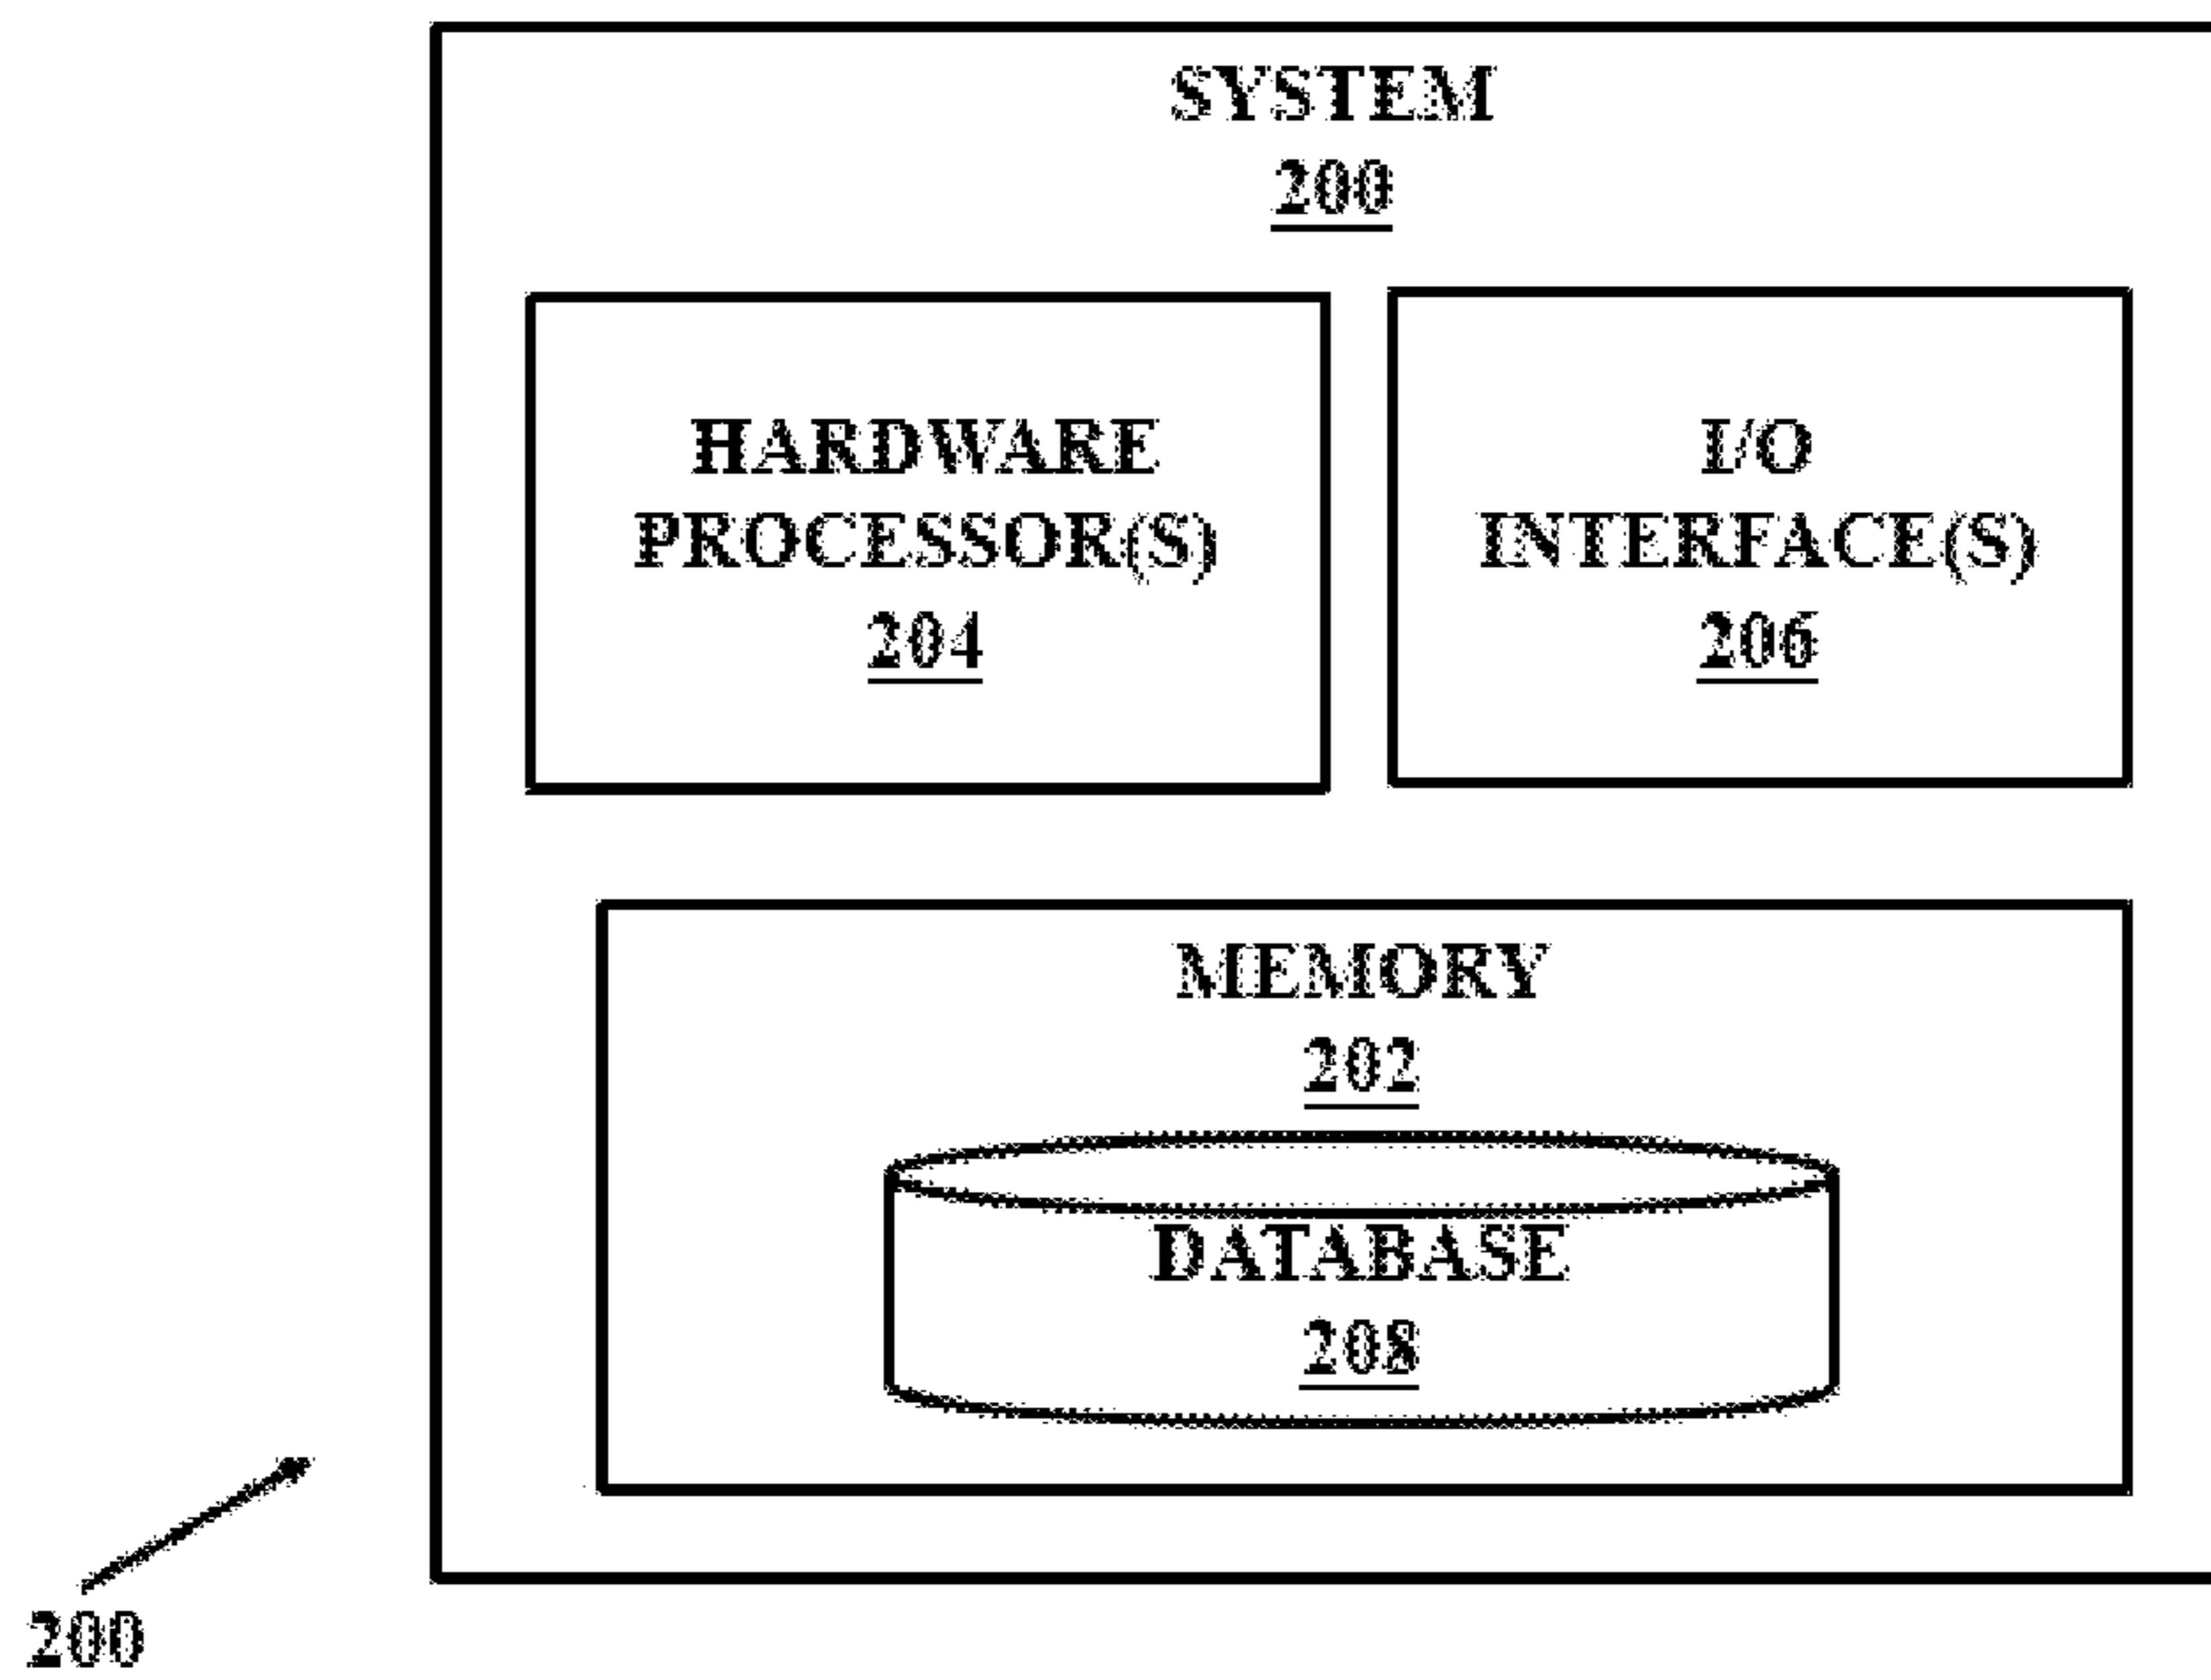 SYSTEM
200
HARDWARE
PROCESSOR(S)
204
I/O
INTERFACE(S)
206
MEMORY
202
DATABASE
208
200